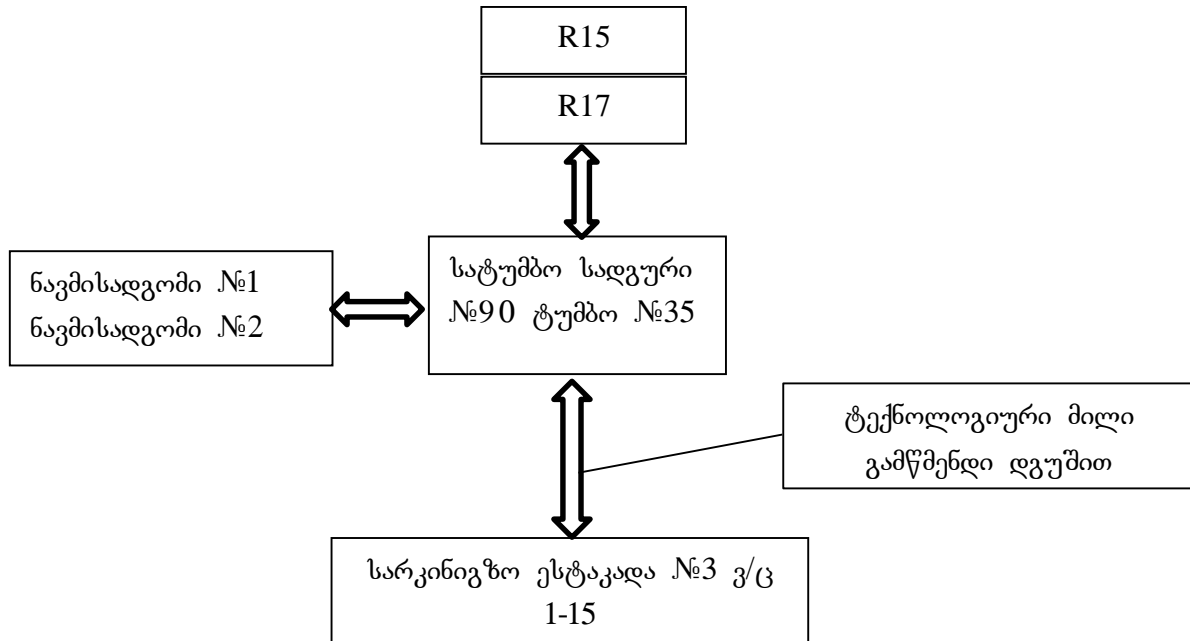 R15
R17
სატუმბო სადგური
№90 ტუმბო №35
ნავმისადგომი №1
ნავმისადგომი №2
ტექნოლოგიური მილი
გამწმენდი დგუშით
სარკინიგზო ესტაკადა №3 ვ/ც
1-15